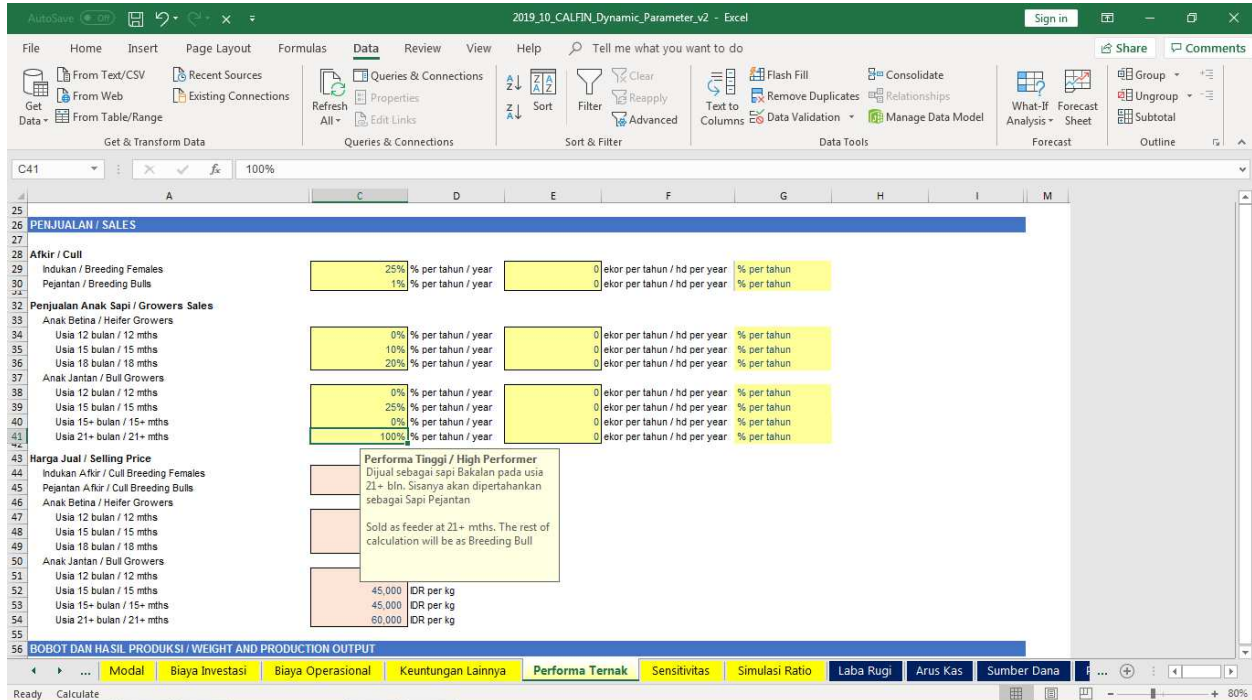 AutoSave Off 2019_10_CALFIN_Dynamic_Parameter_v2 - Excel Sign in
File Home Insert Page Layout Formulas Data Review View Help Tell me what you want to do Share Comments
Get Data From Text/CSV From Web From Table/Range Recent Sources Existing Connections
Refresh All Queries & Connections Properties Edit Links
Sort Filter Clear Reapply Advanced
Text to Columns Flash Fill Remove Duplicates Data Validation Consolidate Relationships Manage Data Model
What-If Analysis Forecast Sheet Group Ungroup Subtotal
Get & Transform Data Queries & Connections Sort & Filter Data Tools Forecast Outline
C41 fx 100%
A C D E F G H I M
25
26 PENJUALAN / SALES
27
28 Afkir / Cull
29 Indukan / Breeding Females 25% % per tahun / year 0 ekor per tahun / hd per year % per tahun
30 Pejantan / Breeding Bulls 1% % per tahun / year 0 ekor per tahun / hd per year % per tahun
32 Penjualan Anak Sapi / Growers Sales
33 Anak Betina / Heifer Growers
34 Usia 12 bulan / 12 mths 0% % per tahun / year 0 ekor per tahun / hd per year % per tahun
35 Usia 15 bulan / 15 mths 10% % per tahun / year 0 ekor per tahun / hd per year % per tahun
36 Usia 18 bulan / 18 mths 20% % per tahun / year 0 ekor per tahun / hd per year % per tahun
37 Anak Jantan / Bull Growers
38 Usia 12 bulan / 12 mths 0% % per tahun / year 0 ekor per tahun / hd per year % per tahun
39 Usia 15 bulan / 15 mths 25% % per tahun / year 0 ekor per tahun / hd per year % per tahun
40 Usia 15+ bulan / 15+ mths 0% % per tahun / year 0 ekor per tahun / hd per year % per tahun
41 Usia 21+ bulan / 21+ mths 100% % per tahun / year 0 ekor per tahun / hd per year % per tahun
42
43 Harga Jual / Selling Price
44 Indukan Afkir / Cull Breeding Females
45 Pejantan Afkir / Cull Breeding Bulls
46 Anak Betina / Heifer Growers
47 Usia 12 bulan / 12 mths
48 Usia 15 bulan / 15 mths
49 Usia 18 bulan / 18 mths
50 Anak Jantan / Bull Growers
51 Usia 12 bulan / 12 mths
52 Usia 15 bulan / 15 mths 45,000 IDR per kg
53 Usia 15+ bulan / 15+ mths 45,000 IDR per kg
54 Usia 21+ bulan / 21+ mths 60,000 IDR per kg
55
56 BOBOT DAN HASIL PRODUKSI / WEIGHT AND PRODUCTION OUTPUT
Performa Tinggi / High Performer
Dijual sebagai sapi Bakalan pada usia
21+ bln. Sisanya akan dipertahankan
sebagai Sapi Pejantan
Sold as feeder at 21+ mths. The rest of
calculation will be as Breeding Bull
... Modal Biaya Investasi Biaya Operasional Keuntungan Lainnya Performa Ternak Sensitivitas Simulasi Ratio Laba Rugi Arus Kas Sumber Dana ...
Ready Calculate 80%